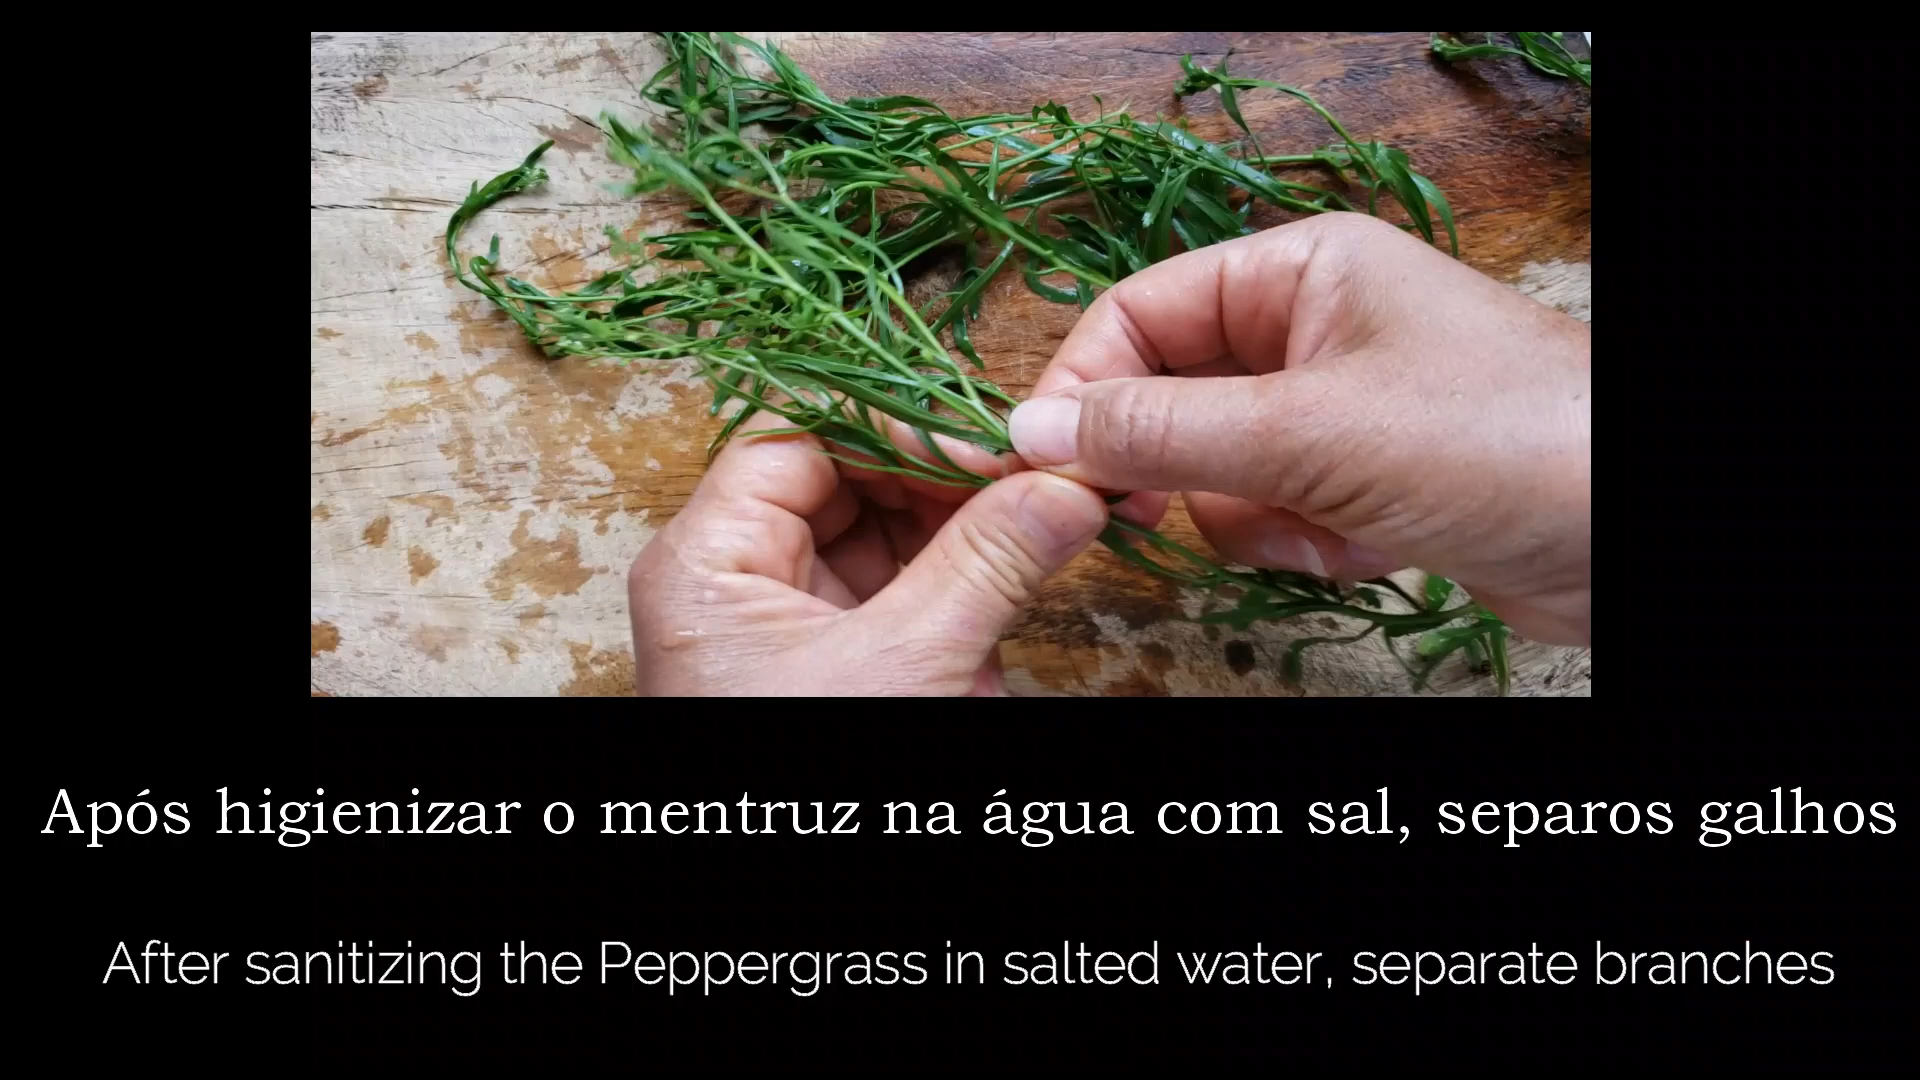 Após higienizar o mentruz na água com sal, separos galhos
After sanitizing the Peppergrass in salted water, separate branches